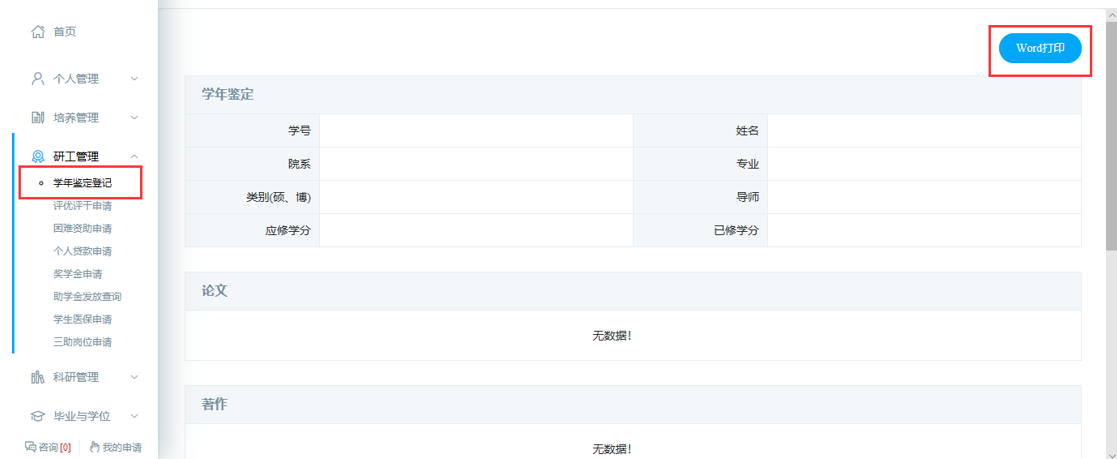 首页
个人管理
培养管理
研工管理
学年鉴定登记
评优评干申请
困难资助申请
个人贷款申请
奖学金申请
助学金发放查询
学生医保申请
三助岗位申请
科研管理
毕业与学位
咨询[0] 我的申请
Word打印
学年鉴定
学号 姓名
院系 专业
类别(硕、博) 导师
应修学分 已修学分
论文
无数据!
著作
无数据!